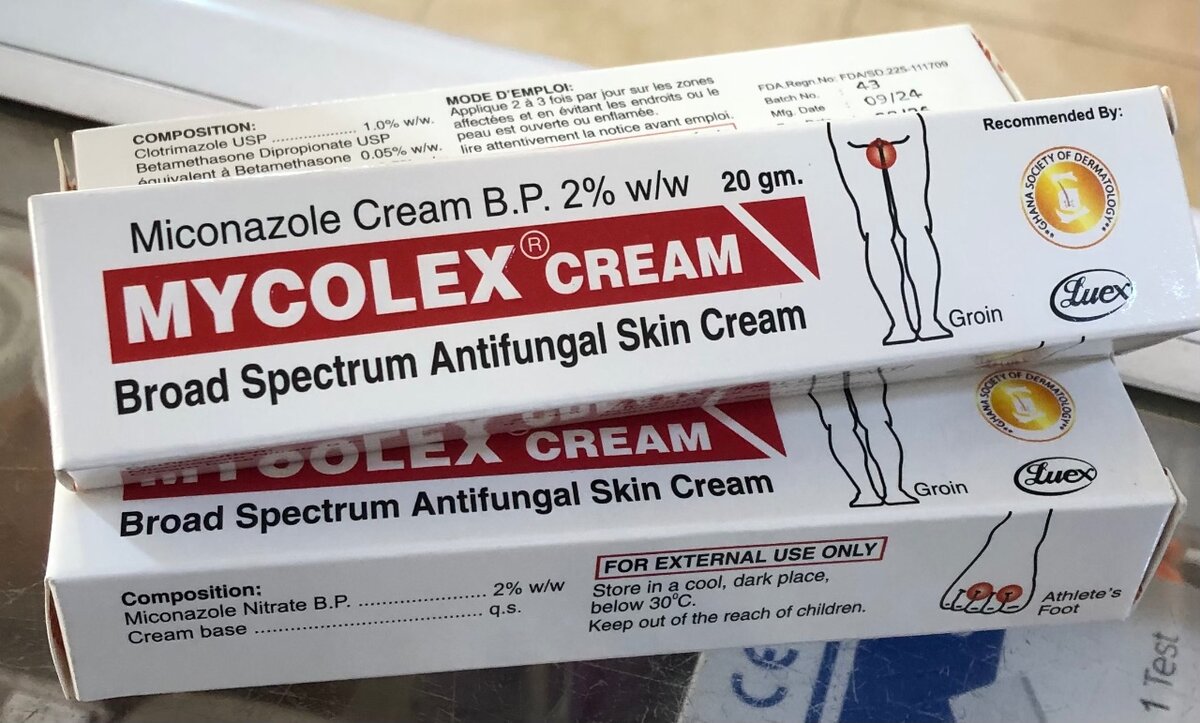 COMPOSITION:
Clotrimazole USP .................... 1.0% w/w.
Betamethasone Dipropionate USP
équivalent à Betamethasone 0.05% w/w.
MODE D'EMPLOI:
Applique 2 à 3 fois par jour sur les zones
affectées et en évitant les endroits ou le
peau est ouverte ou enflamée.
lire attentivement la notice avant emploi.
FDA.Regn.No: FDA/SD.225-111709
Batch No. : 43
Mfg. Date : 09/24
Miconazole Cream B.P. 2% w/w 20 gm.
MYCOLEX® CREAM
Broad Spectrum Antifungal Skin Cream
Groin
Recommended By:
*GHANA SOCIETY OF DERMATOLOGY*
Luex
MYCOLEX CREAM
Broad Spectrum Antifungal Skin Cream
Groin
*GHANA SOCIETY OF DERMATOLOGY*
Luex
Composition:
Miconazole Nitrate B.P. .................... 2% w/w
Cream base .................................... q.s.
FOR EXTERNAL USE ONLY
Store in a cool, dark place,
below 30°C.
Keep out of the reach of children.
Athlete's
Foot
CE
1 Test